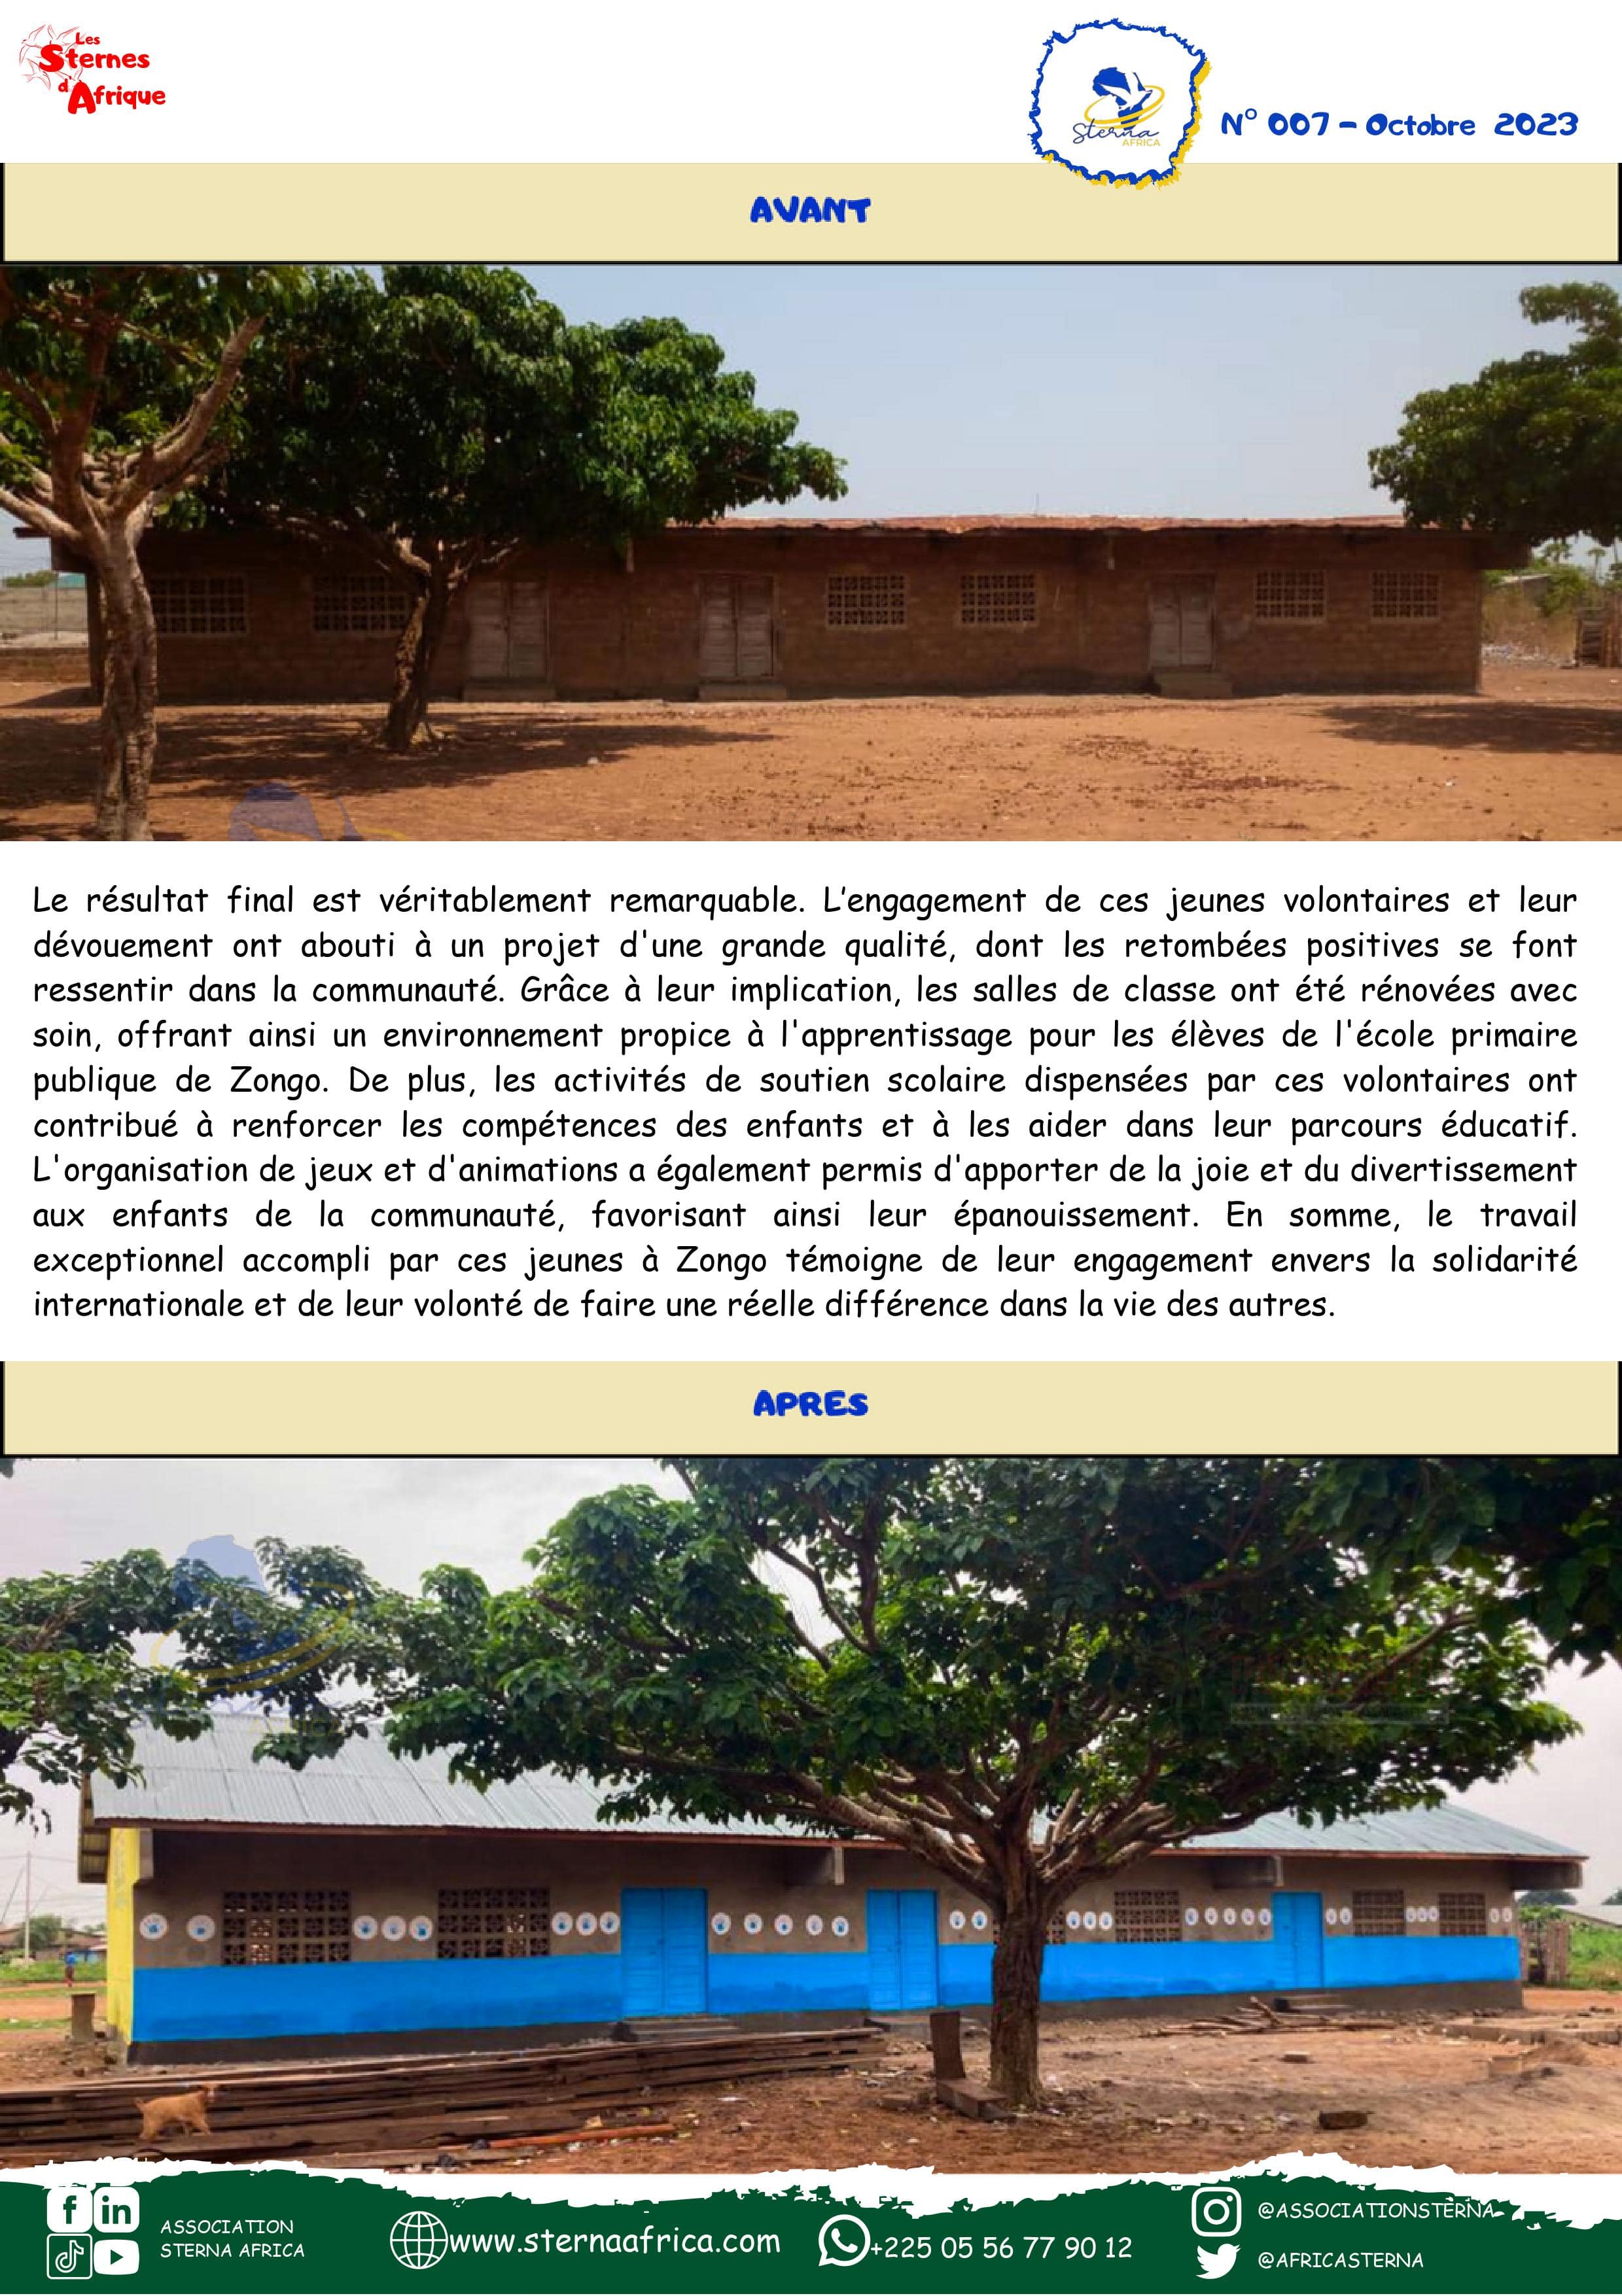 Les
Sternes
d'Afrique
Sterna
AFRICA
N° 007 – Octobre 2023
AVANT
Le résultat final est véritablement remarquable. L’engagement de ces jeunes volontaires et leur
dévouement ont abouti à un projet d'une grande qualité, dont les retombées positives se font
ressentir dans la communauté. Grâce à leur implication, les salles de classe ont été rénovées avec
soin, offrant ainsi un environnement propice à l'apprentissage pour les élèves de l'école primaire
publique de Zongo. De plus, les activités de soutien scolaire dispensées par ces volontaires ont
contribué à renforcer les compétences des enfants et à les aider dans leur parcours éducatif.
L'organisation de jeux et d'animations a également permis d'apporter de la joie et du divertissement
aux enfants de la communauté, favorisant ainsi leur épanouissement. En somme, le travail
exceptionnel accompli par ces jeunes à Zongo témoigne de leur engagement envers la solidarité
internationale et de leur volonté de faire une réelle différence dans la vie des autres.
APRES
ASSOCIATION
STERNA AFRICA
www.sternaafrica.com
+225 05 56 77 90 12
@ASSOCIATIONSTERNA
@AFRICASTERNA